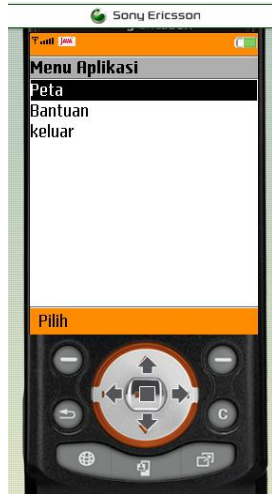 Sony Ericsson
Menu Aplikasi
Peta
Bantuan
keluar
Pilih
C